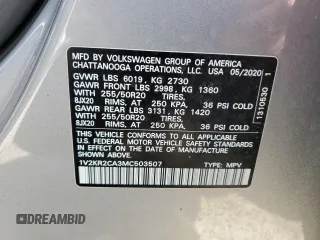 MFD. BY VOLKSWAGEN GROUP OF AMERICA
CHATTANOOGA OPERATIONS, LLC. USA 05/2020
GVWR LBS 6019, KG 2730
GAWR FRONT LBS 2998, KG 1360
WITH 255/50R20 TIRES,
8JX20 RIMS, AT 250 KPA, 36 PSI COLD
GAWR REAR LBS 3131, KG 1420
WITH 255/50R20 TIRES,
8JX20 RIMS, AT 250 KPA, 36 PSI COLD
THIS VEHICLE CONFORMS TO ALL APPLICABLE
U.S. FEDERAL MOTOR VEHICLE SAFETY
STANDARDS IN EFFECT ON THE DATE OF
MANUFACTURE SHOWN ABOVE.
1V2KR2CA3MC503507 TYPE: MPV
1310530 1